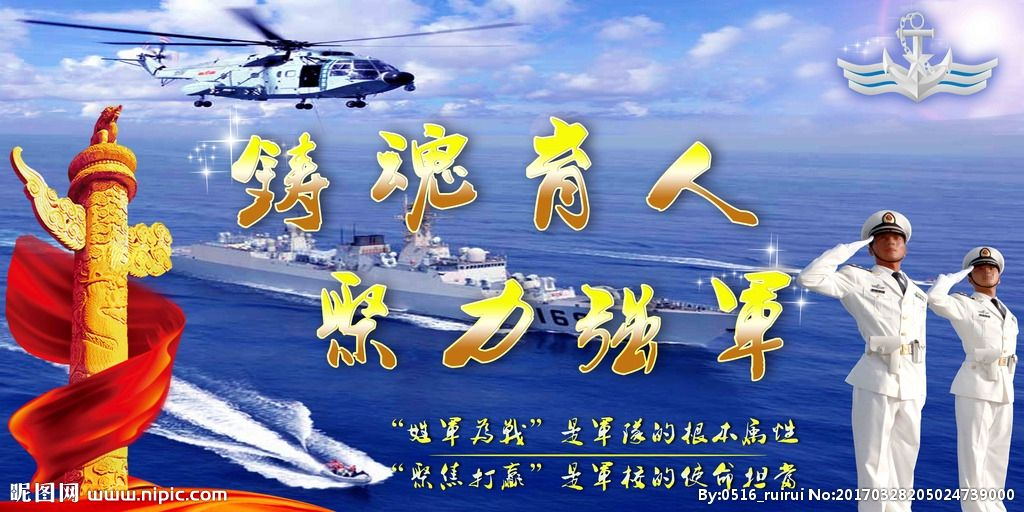 铸魂育人
聚力强军
“姓军为战”是军队的根本属性
“聚焦打赢”是军校的使命担当
166
昵图网 www.nipic.com
By:0516_ruirui No:20170328205024739000